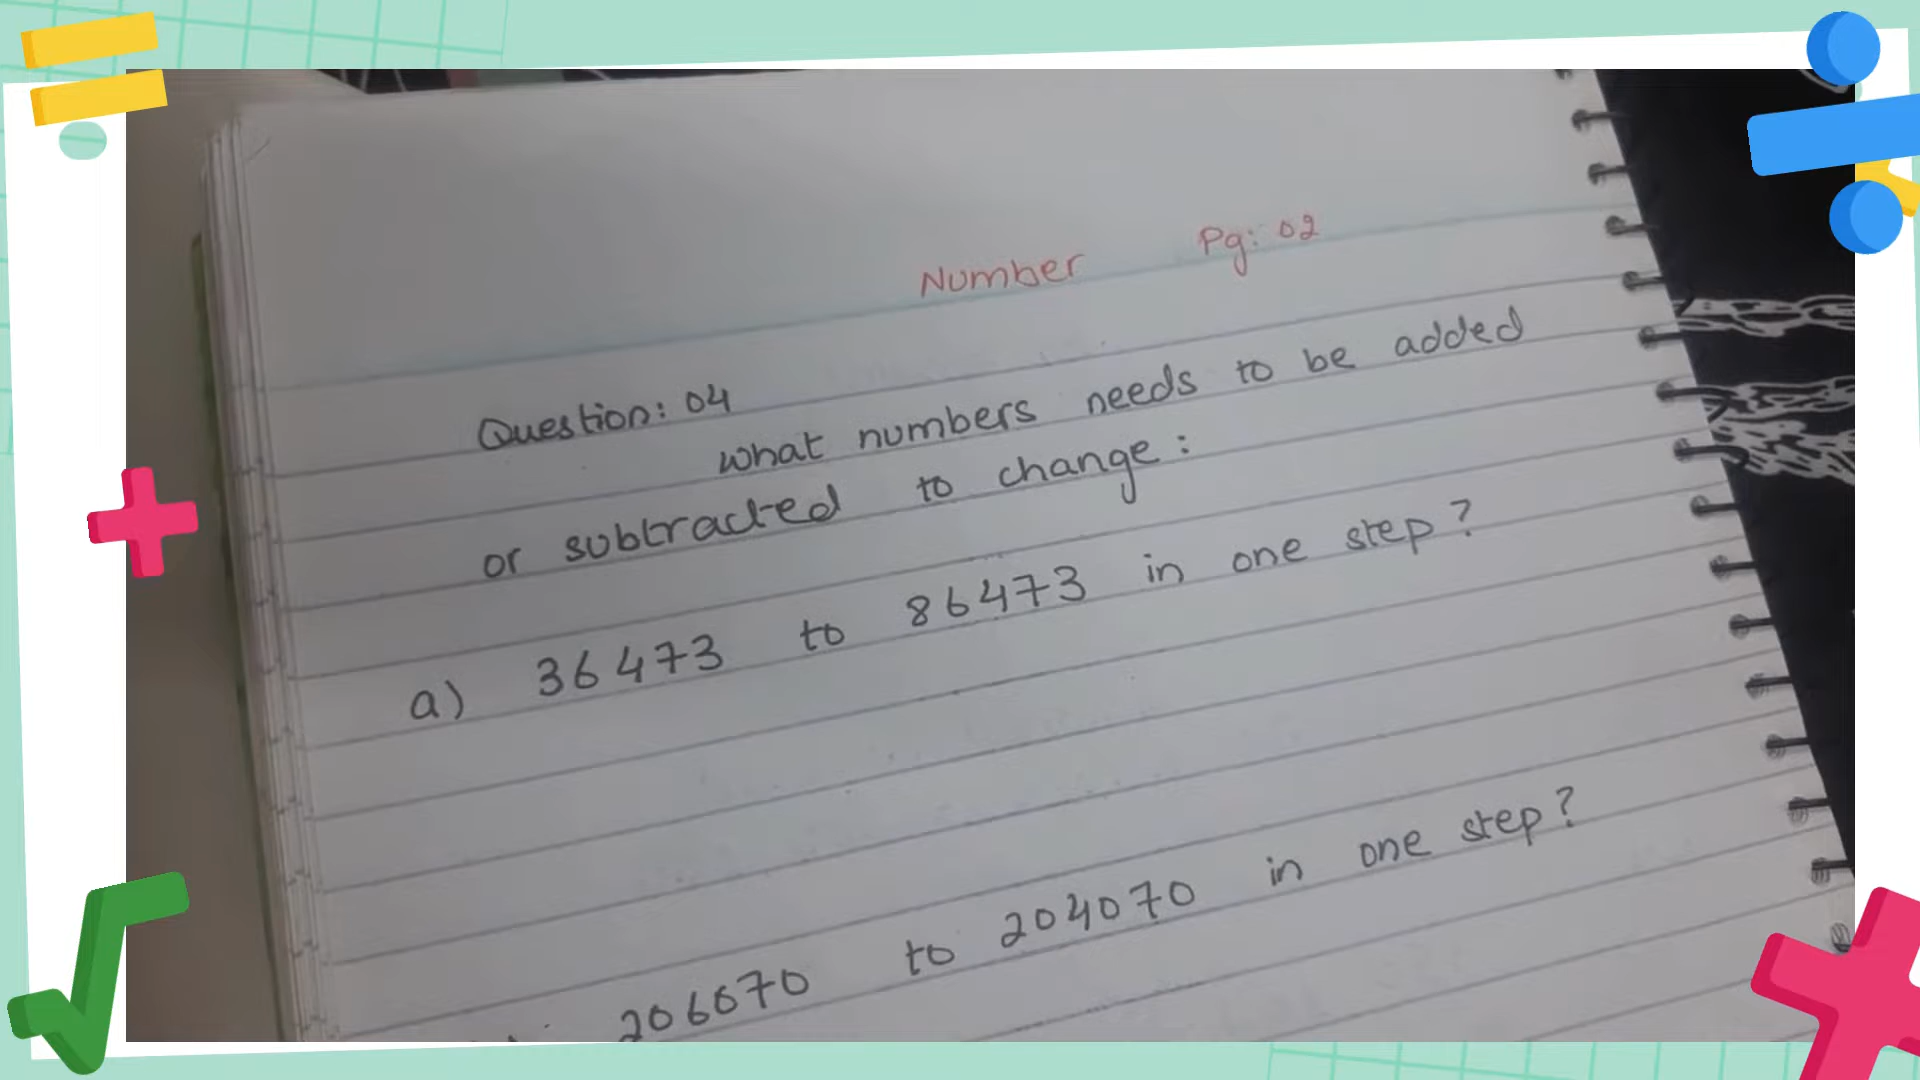 Number Pg: 02
Question: 04
what numbers needs to be added
or subtracted to change:
a) 36473 to 86473 in one step?
206070 to 204070 in one step?